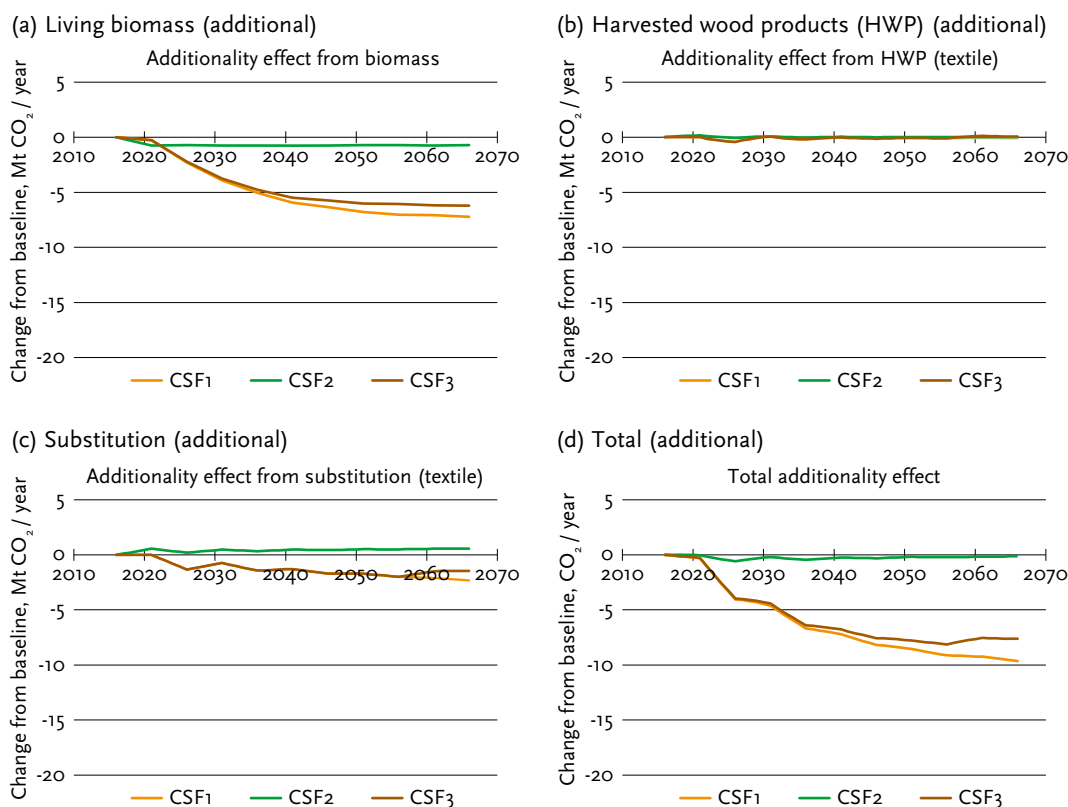 (a) Living biomass (additional)
Additionality effect from biomass
Change from baseline, Mt CO₂ / year
5
0
-5
-10
-15
-20
2010 2020 2030 2040 2050 2060 2070
CSF1 CSF2 CSF3
(b) Harvested wood products (HWP) (additional)
Additionality effect from HWP (textile)
Change from baseline, Mt CO₂ / year
5
0
-5
-10
-15
-20
2010 2020 2030 2040 2050 2060 2070
CSF1 CSF2 CSF3
(c) Substitution (additional)
Additionality effect from substitution (textile)
Change from baseline, Mt CO₂ / year
5
0
-5
-10
-15
-20
2010 2020 2030 2040 2050 2060 2070
CSF1 CSF2 CSF3
(d) Total (additional)
Total additionality effect
Change from baseline, CO₂ / year
5
0
-5
-10
-15
-20
2010 2020 2030 2040 2050 2060 2070
CSF1 CSF2 CSF3